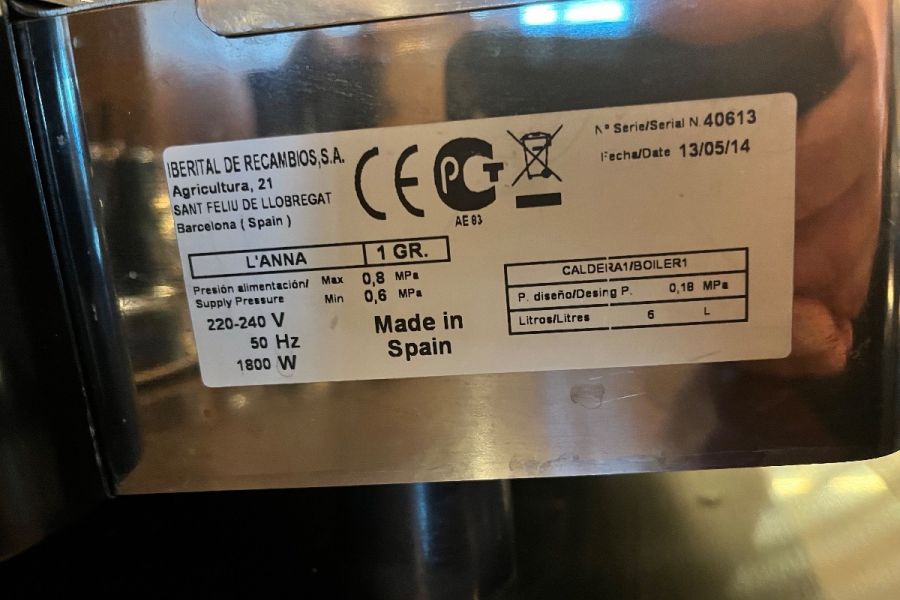 IBERITAL DE RECAMBIOS,S.A.
Agricultura, 21
SANT FELIU DE LLOBREGAT
Barcelona ( Spain )
CE
PCT
AE 83
Nº Serie/Serial N. 40613
Fecha/Date 13/05/14
L'ANNA 1 GR.
Presión alimentación/ Max 0,8 MPa
Supply Pressure Min 0,6 MPa
220-240 V
50 Hz
1800 W
Made in
Spain
CALDERA1/BOILER1
P. diseño/Desing P. 0,18 MPa
Litros/Litres 6 L